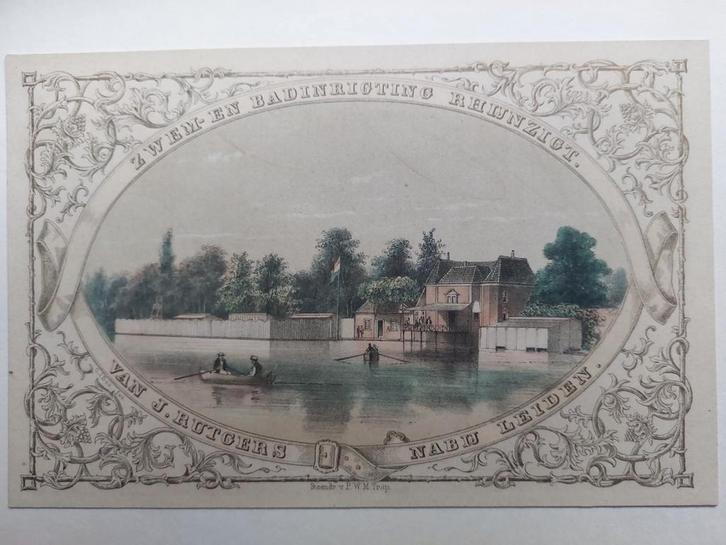 ZWEM- EN BADINRIGTING RHIJNZIGT.
VAN J. RUTGERS NABIJ LEIDEN.
Steendr. v. P. W. M. Trap.